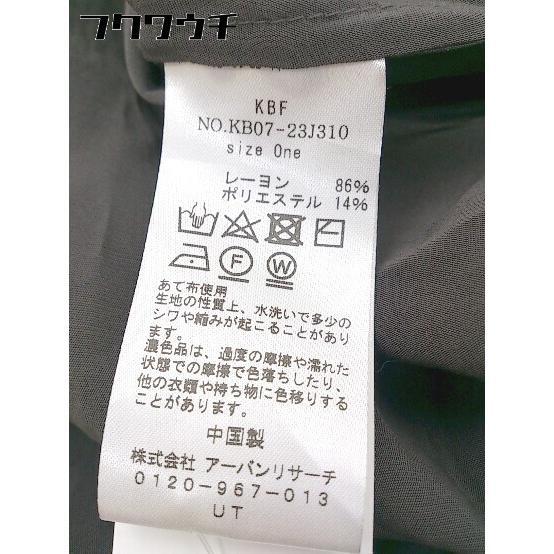 フクワウチ
KBF
NO.KB07-23J310
size One
レーヨン 86%
ポリエステル 14%
F W
あて布使用
生地の性質上、水洗いで多少の
シワや縮みが起こることがあり
ます。
濃色品は、過度の摩擦や濡れた
状態での摩擦で色落ちしたり、
他の衣類や持ち物に色移りする
ことがあります。
中国製
株式会社 アーバンリサーチ
0120-967-013
UT